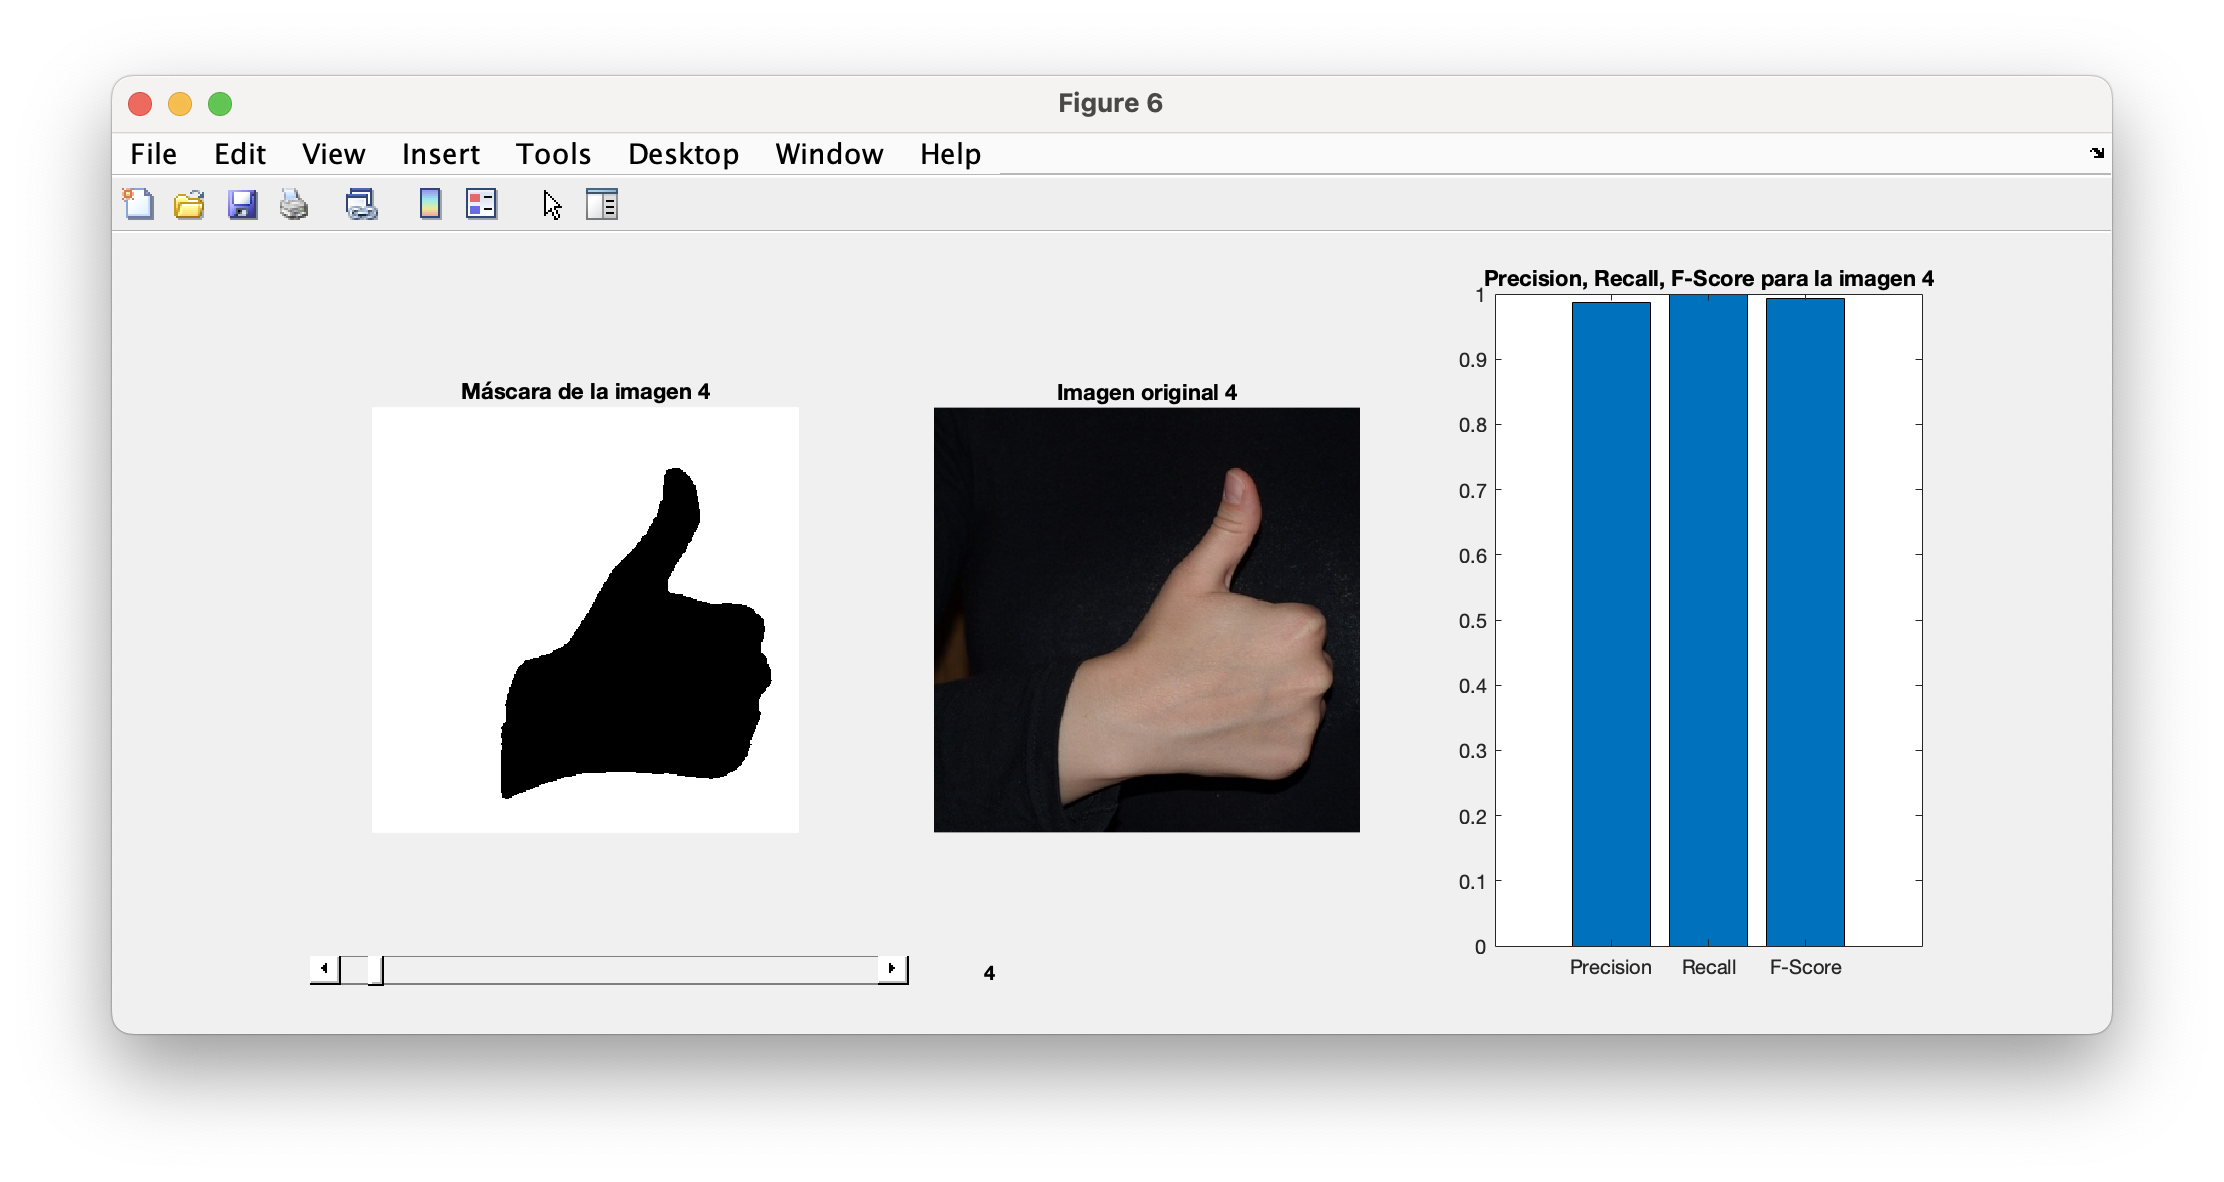 Figure 6
File Edit View Insert Tools Desktop Window Help
Máscara de la imagen 4
Imagen original 4
Precision, Recall, F-Score para la imagen 4
1
0.9
0.8
0.7
0.6
0.5
0.4
0.3
0.2
0.1
0
Precision Recall F-Score
4